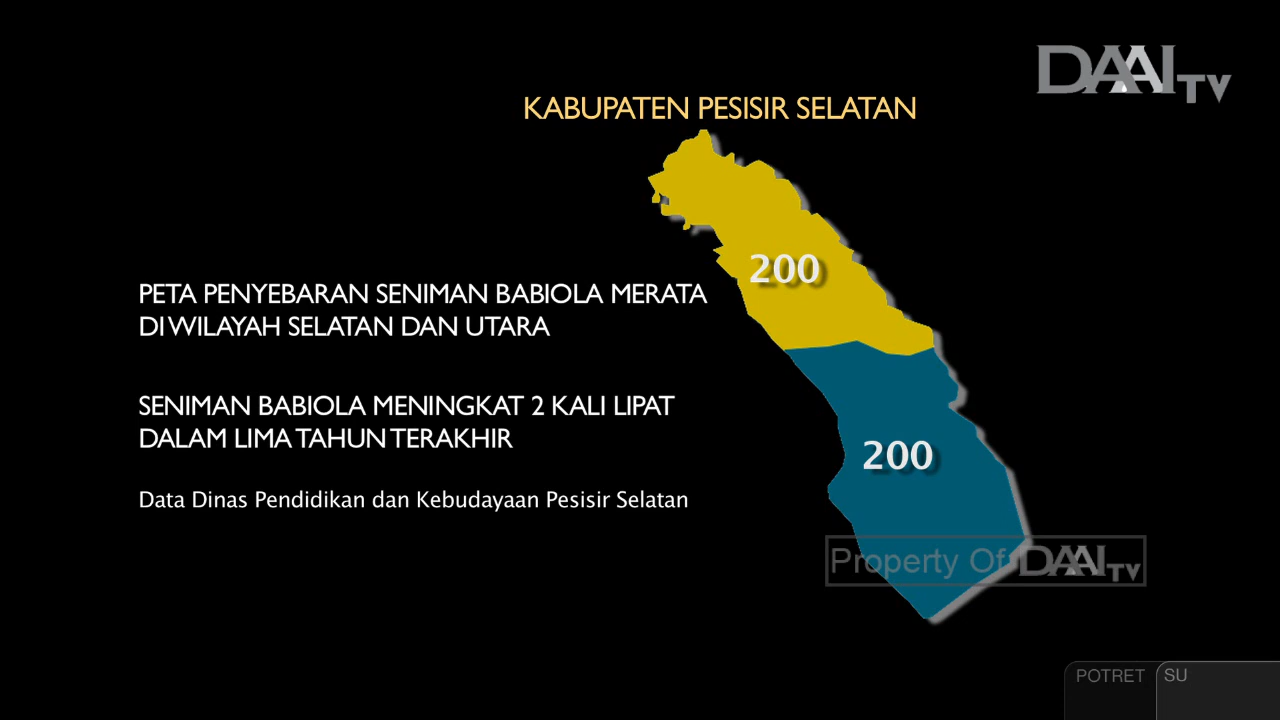 DAAI TV
KABUPATEN PESISIR SELATAN
200
PETA PENYEBARAN SENIMAN BABIOLA MERATA
DI WILAYAH SELATAN DAN UTARA
SENIMAN BABIOLA MENINGKAT 2 KALI LIPAT
DALAM LIMA TAHUN TERAKHIR
200
Data Dinas Pendidikan dan Kebudayaan Pesisir Selatan
Property Of DAAI TV
POTRET SU